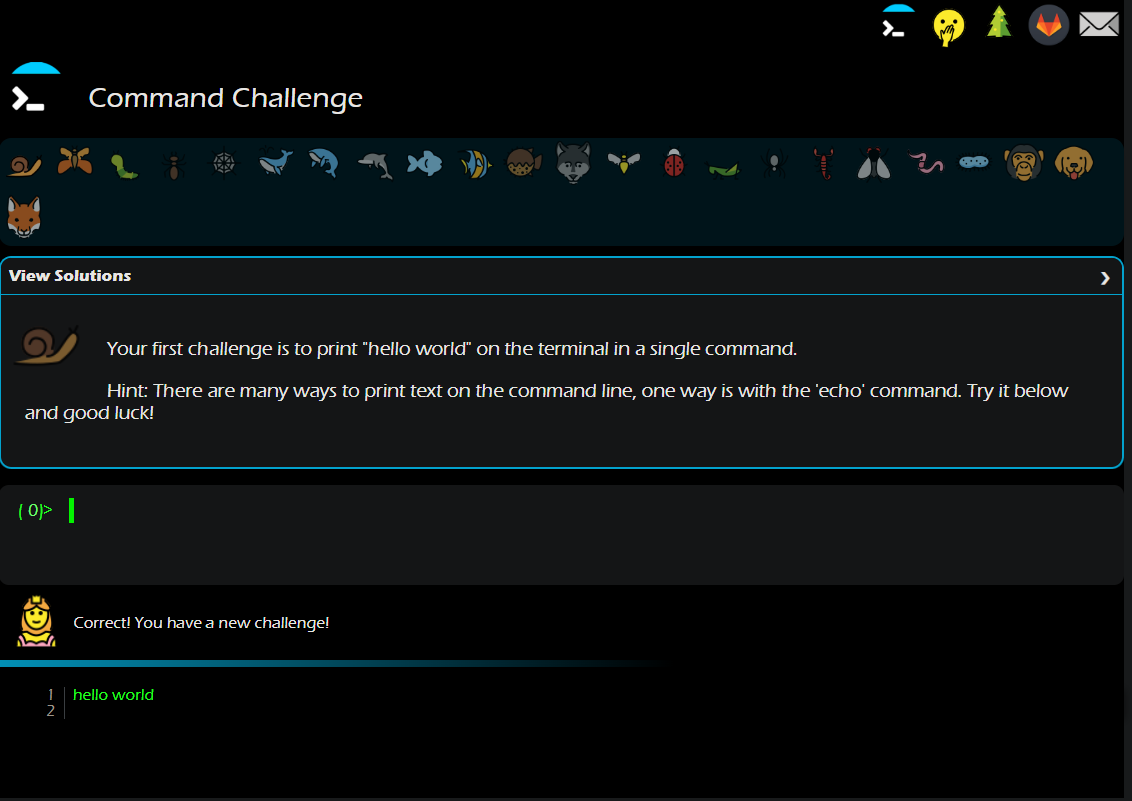 Command Challenge
View Solutions
Your first challenge is to print "hello world" on the terminal in a single command.
Hint: There are many ways to print text on the command line, one way is with the 'echo' command. Try it below
and good luck!
( 0)>
Correct! You have a new challenge!
1 hello world
2